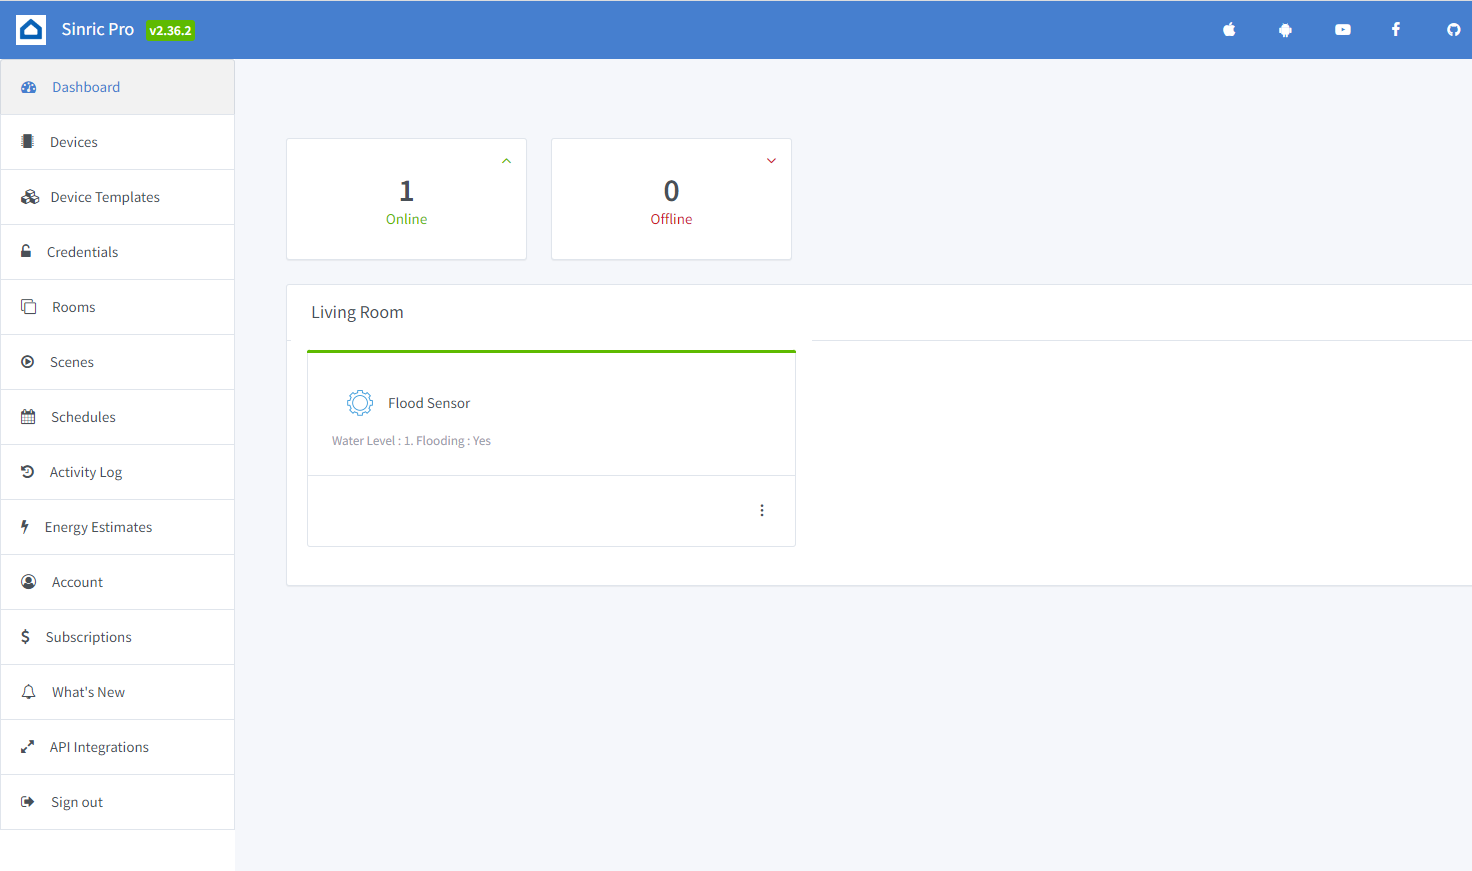 Sinric Pro v2.36.2
Dashboard
Devices
Device Templates
Credentials
Rooms
Scenes
Schedules
Activity Log
Energy Estimates
Account
Subscriptions
What's New
API Integrations
Sign out
1
Online
0
Offline
Living Room
Flood Sensor
Water Level : 1. Flooding : Yes